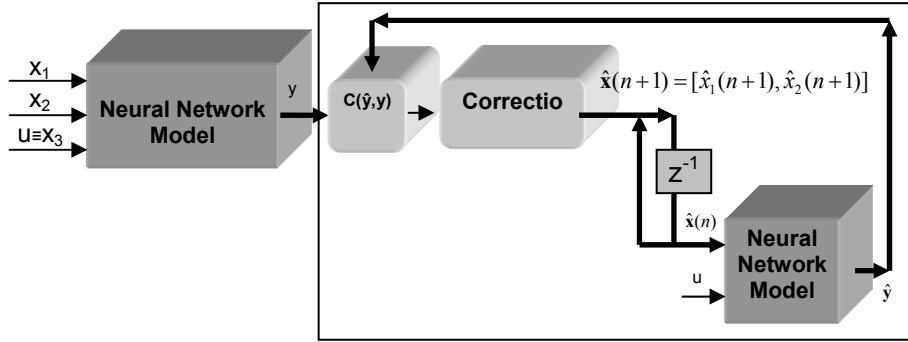 x1
x2
u≡x3
Neural Network
Model
y
C(ŷ,y)
Correctio
x̂(n+1) = [x̂1(n+1), x̂2(n+1)]
z-1
x̂(n)
u
Neural
Network
Model
ŷ